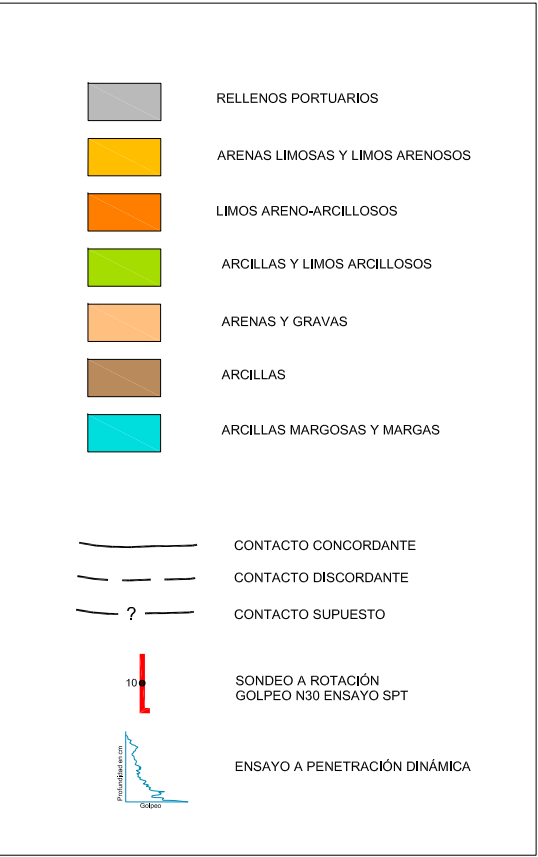 RELLENOS PORTUARIOS
ARENAS LIMOSAS Y LIMOS ARENOSOS
LIMOS ARENO-ARCILLOSOS
ARCILLAS Y LIMOS ARCILLOSOS
ARENAS Y GRAVAS
ARCILLAS
ARCILLAS MARGOSAS Y MARGAS
CONTACTO CONCORDANTE
CONTACTO DISCORDANTE
?
CONTACTO SUPUESTO
10
SONDEO A ROTACIÓN
GOLPEO N30 ENSAYO SPT
Profundidad en cm
Golpeo
ENSAYO A PENETRACIÓN DINÁMICA